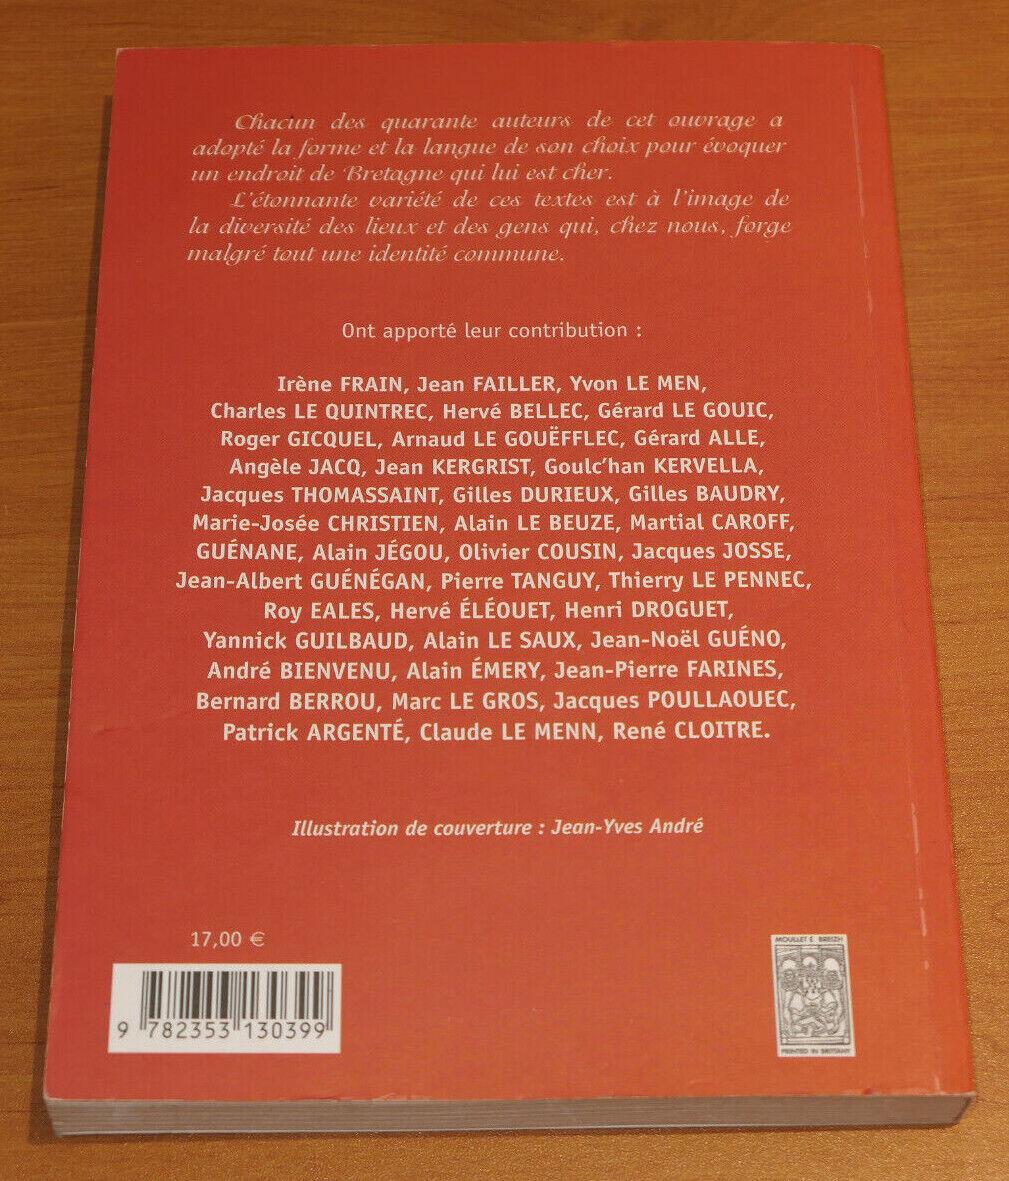 Chacun des quarante auteurs de cet ouvrage a
adopté la forme et la langue de son choix pour évoquer
un endroit de Bretagne qui lui est cher.
L'étonnante variété de ces textes est à l'image de
la diversité des lieux et des gens qui, chez nous, forge
malgré tout une identité commune.
Ont apporté leur contribution :
Irène FRAIN, Jean FAILLER, Yvon LE MEN,
Charles LE QUINTREC, Hervé BELLEC, Gérard LE GOUIC,
Roger GICQUEL, Arnaud LE GOUËFFLEC, Gérard ALLE,
Angèle JACQ, Jean KERGRIST, Goulc'han KERVELLA,
Jacques THOMASSAINT, Gilles DURIEUX, Gilles BAUDRY,
Marie-Josée CHRISTIEN, Alain LE BEUZE, Martial CAROFF,
GUÉNANE, Alain JÉGOU, Olivier COUSIN, Jacques JOSSE,
Jean-Albert GUÉNÉGAN, Pierre TANGUY, Thierry LE PENNEC,
Roy EALES, Hervé ÉLÉOUET, Henri DROGUET,
Yannick GUILBAUD, Alain LE SAUX, Jean-Noël GUÉNO,
André BIENVENU, Alain ÉMERY, Jean-Pierre FARINES,
Bernard BERROU, Marc LE GROS, Jacques POULLAOUEC,
Patrick ARGENTÉ, Claude LE MENN, René CLOITRE.
Illustration de couverture : Jean-Yves André
17,00 €
9 782353 130399
MOULLET E BREIZH
PRINTED IN BRITTANY